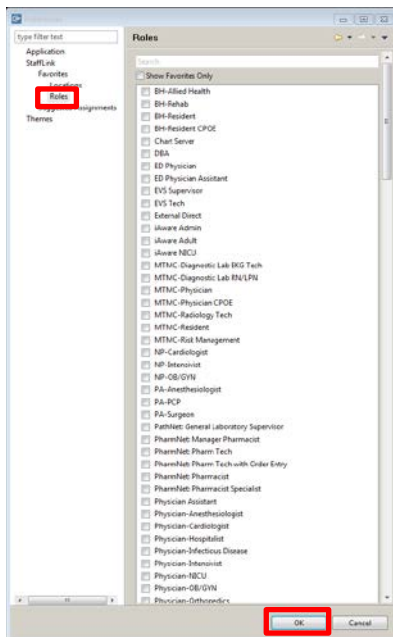 type filter text
Application
StaffLink
Favorites
Locations
Roles
Assignments
Themes
Roles
Search
Show Favorites Only
BH-Allied Health
BH-Rehab
BH-Resident
BH-Resident CPOE
Chart Server
DBA
ED Physician
ED Physician Assistant
EVS Supervisor
EVS Tech
External Direct
iAware Admin
iAware Adult
iAware NICU
MTMC-Diagnostic Lab EKG Tech
MTMC-Diagnostic Lab RN/LPN
MTMC-Physician
MTMC-Physician CPOE
MTMC-Radiology Tech
MTMC-Resident
MTMC-Risk Management
NP-Cardiologist
NP-Intensivist
NP-OB/GYN
PA-Anesthesiologist
PA-PCP
PA-Surgeon
PathNet: General Laboratory Supervisor
PharmNet: Manager Pharmacist
PharmNet: Pharm Tech
PharmNet: Pharm Tech with Order Entry
PharmNet: Pharmacist
PharmNet: Pharmacist Specialist
Physician Assistant
Physician-Anesthesiologist
Physician-Cardiologist
Physician-Hospitalist
Physician-Infectious Disease
Physician-Intensivist
Physician-NICU
Physician-OB/GYN
Physician-Orthopedics
OK
Cancel